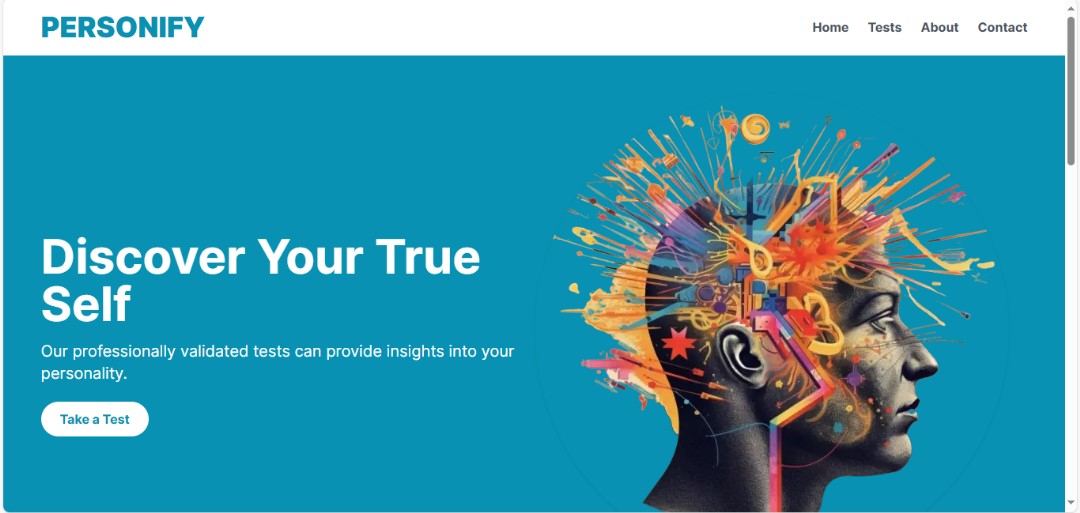 PERSONIFY
Home Tests About Contact
Discover Your True
Self
Our professionally validated tests can provide insights into your
personality.
Take a Test